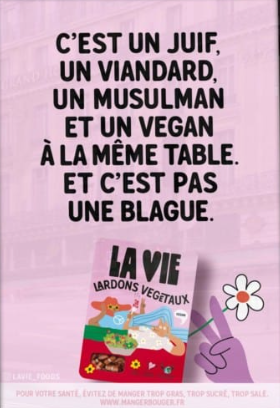 C'EST UN JUIF,
UN VIANDARD,
UN MUSULMAN
ET UN VEGAN
À LA MÊME TABLE.
ET C'EST PAS
UNE BLAGUE.
LA VIE
LARDONS VEGETAUX
@LAVIE_FOODS
POUR VOTRE SANTÉ, ÉVITEZ DE MANGER TROP GRAS, TROP SUCRÉ, TROP SALÉ.
WWW.MANGERBOUGER.FR